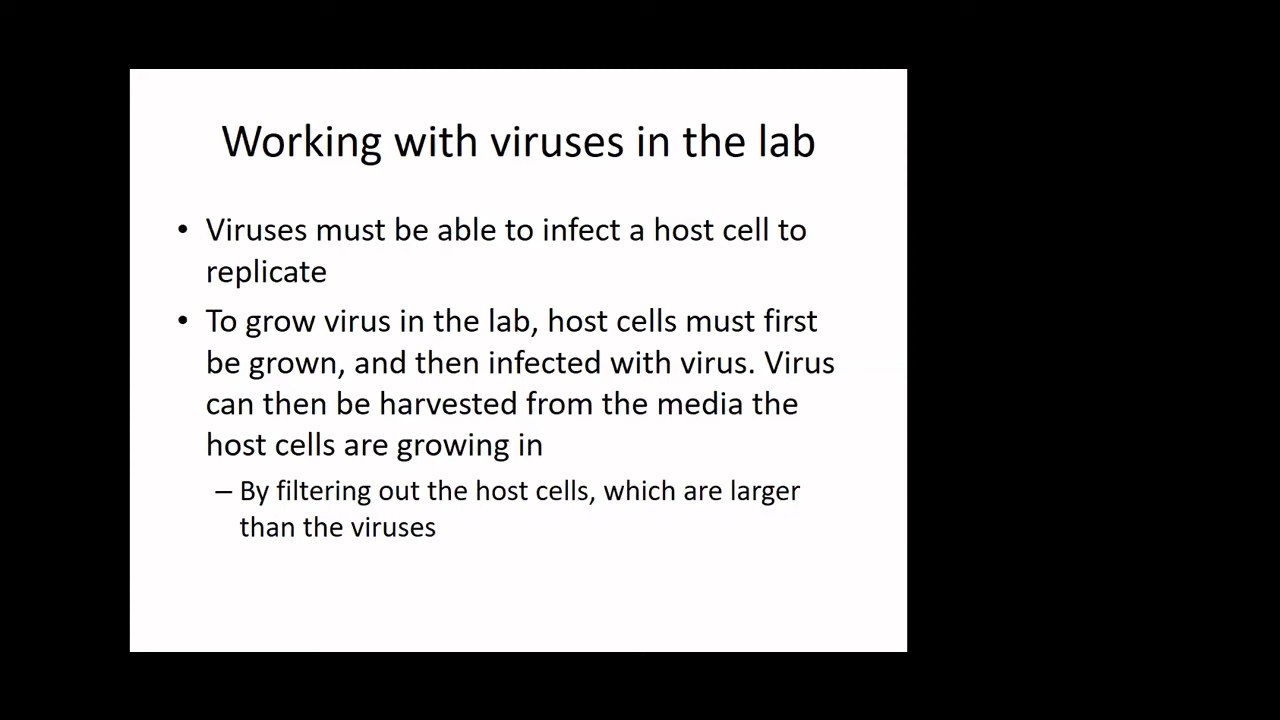 Working with viruses in the lab
• Viruses must be able to infect a host cell to
replicate
• To grow virus in the lab, host cells must first
be grown, and then infected with virus. Virus
can then be harvested from the media the
host cells are growing in
– By filtering out the host cells, which are larger
than the viruses